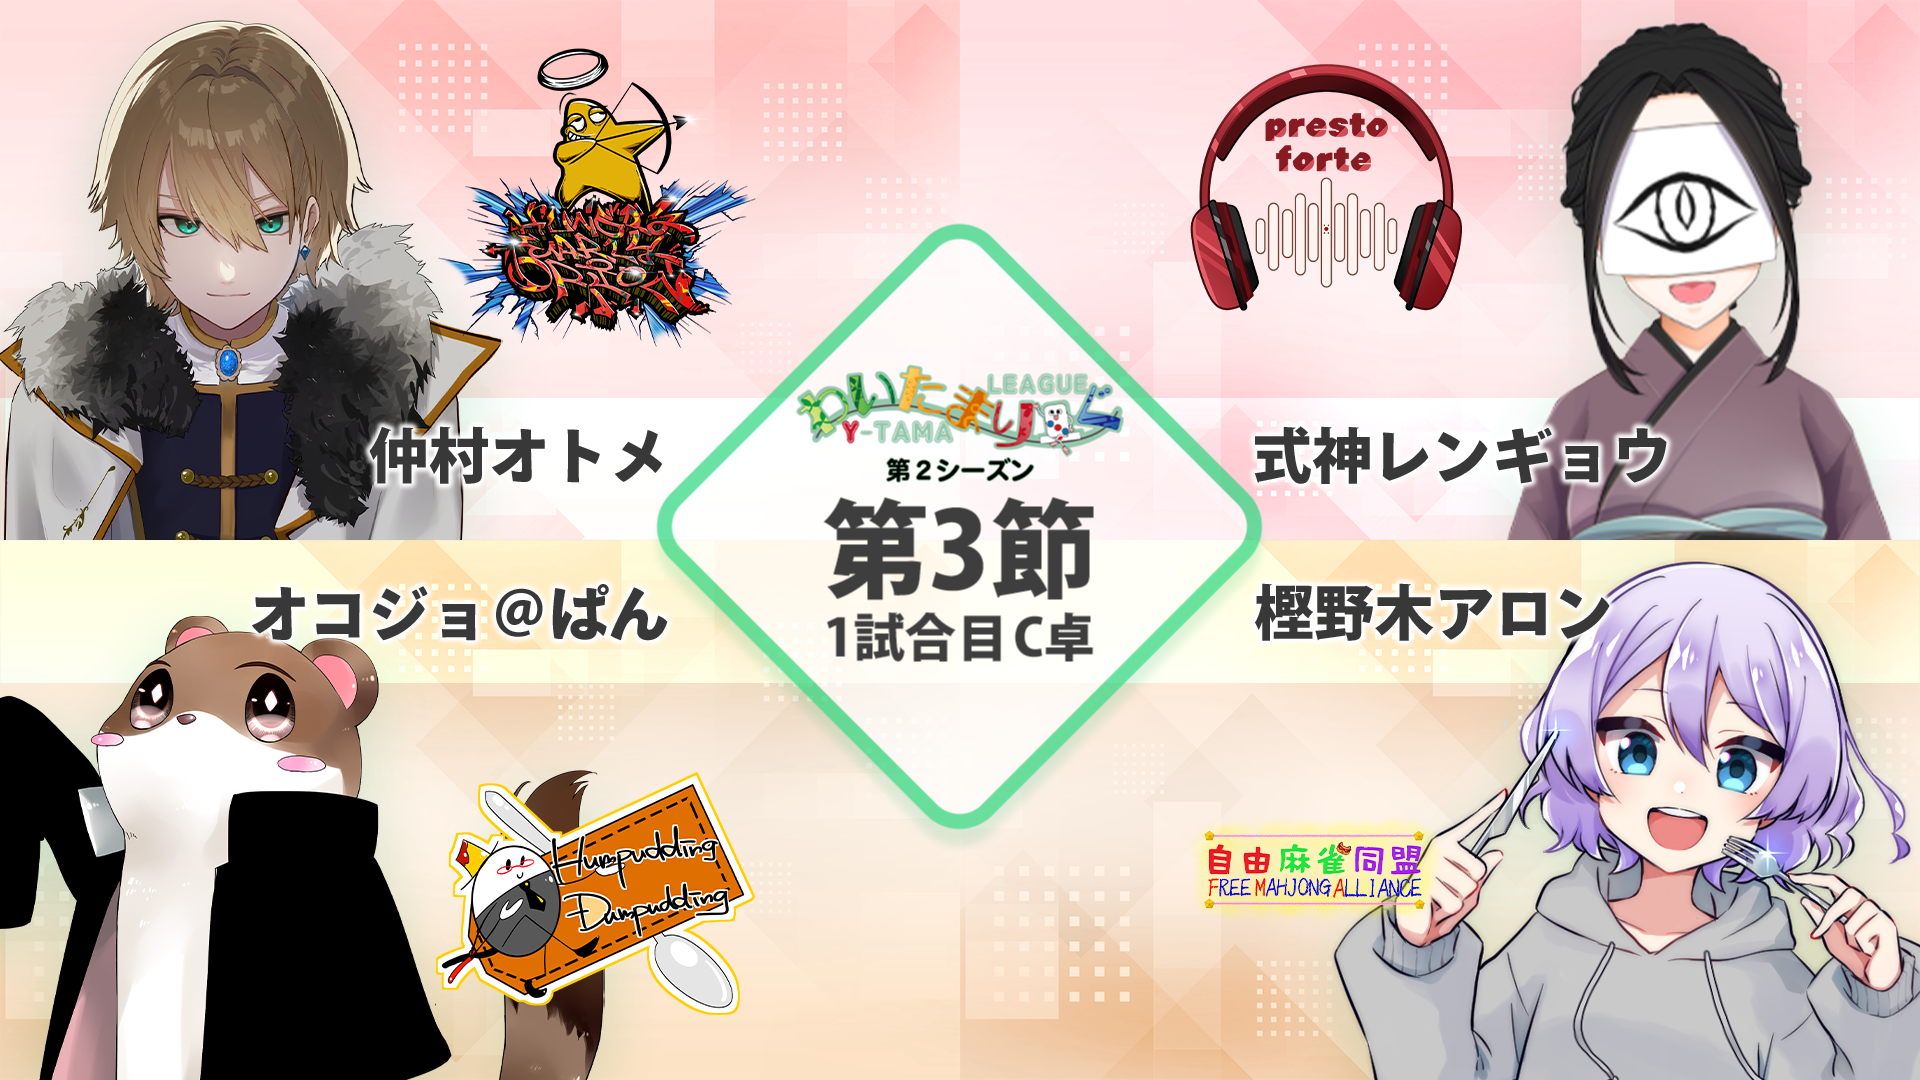 presto
forte
わいたまりーぐ
LEAGUE
Y-TAMA
第2シーズン
第3節
1試合目C卓
仲村オトメ
式神レンギョウ
オコジョ@ぱん
樫野木アロン
Humpudding
Dumpudding
自由麻雀同盟
FREE MAHJONG ALLIANCE